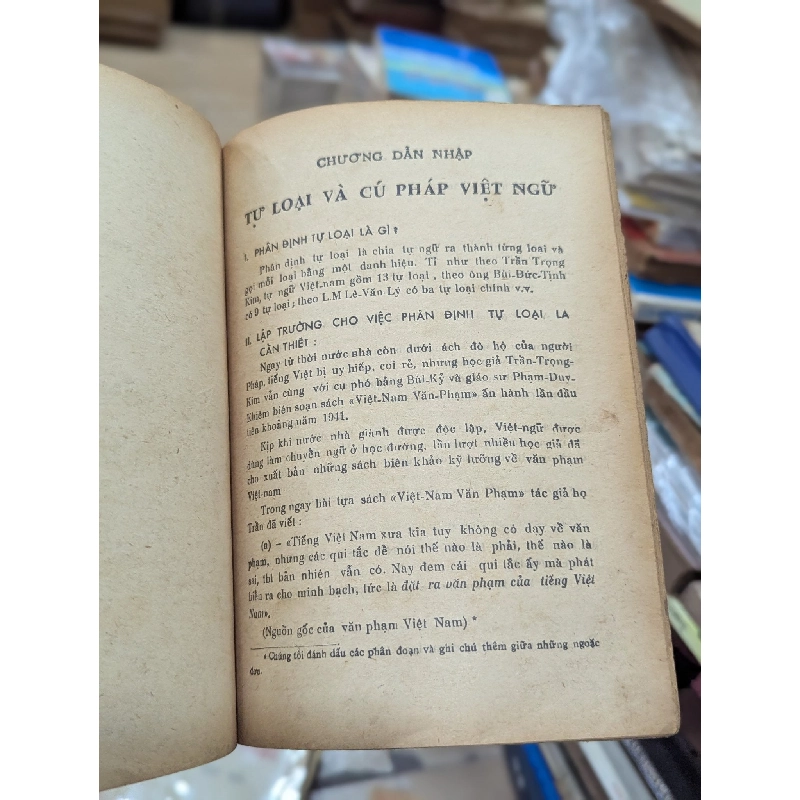 CHƯƠNG DẪN NHẬP
TỰ LOẠI VÀ CÚ PHÁP VIỆT NGỮ
I. PHÂN ĐỊNH TỰ LOẠI LÀ GÌ ?
Phân định tự loại là chia tự ngữ ra thành từng loại và
gọi mỗi loại bằng một danh hiệu. Tỉ như theo Trần Trọng
Kim, tự ngữ Việt-nam gồm 13 tự loại, theo ông Bùi-Đức-Tịnh
có 9 tự loại ; theo L.M Lê-Văn Lý có ba tự loại chính v.v.
II. LẬP TRƯỜNG CHO VIỆC PHÂN ĐỊNH TỰ LOẠI, LA
CẦN THIẾT :
Ngay từ thời nước nhà còn dưới ách đô hộ của người
Pháp, tiếng Việt bị uy hiếp, coi rẻ, nhưng học giả Trần-Trọng-
Kim vẫn cùng với cụ phó bảng Bùi-Kỷ và giáo sư Phạm-Duy-
Khiêm biên soạn sách «Việt-Nam Văn-Phạm» ấn hành lần đầu
tiên khoảng năm 1941.
Kịp khi nước nhà giành được độc lập, Việt-ngữ được
dùng làm chuyển ngữ ở học đường, lần lượt nhiều học giả đã
cho xuất bản những sách biên khảo kỹ lưỡng về văn phạm
Việt-nam
Trong ngay bài tựa sách «Việt-Nam Văn Phạm» tác giả họ
Trần đã viết :
(a) – «Tiếng Việt Nam xưa kia tuy không có dạy về văn
phạm, nhưng các qui tắc để nói thế nào là phải, thế nào là
sai, thì bản nhiên vẫn có. Nay đem cái qui tắc ấy mà phát
biểu ra cho minh bạch, tức là đặt ra văn phạm của tiếng Việt
Nam».
(Nguồn gốc của văn phạm Việt Nam) *
* Chúng tôi đánh dấu các phân đoạn và ghi chú thêm giữa những ngoặc
đơn.